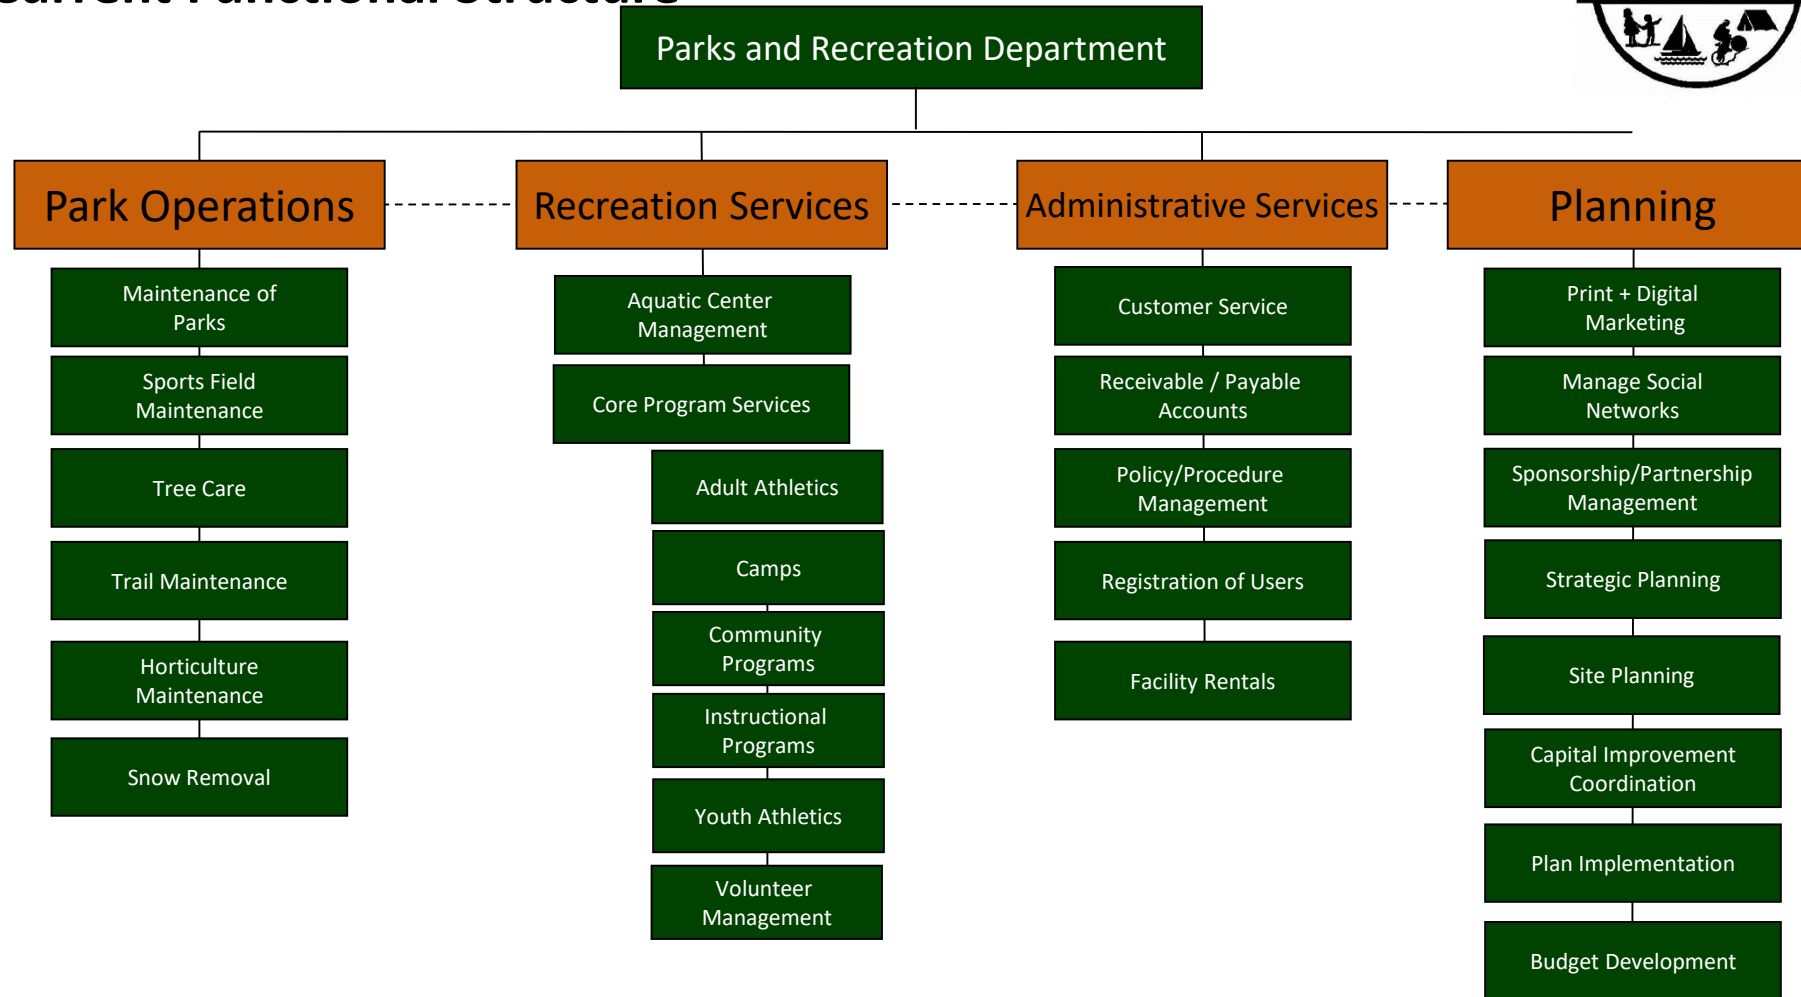 Current Functional Structure
Parks and Recreation Department
Park Operations
Recreation Services
Administrative Services
Planning
Maintenance of
Parks
Sports Field
Maintenance
Tree Care
Trail Maintenance
Horticulture
Maintenance
Snow Removal
Aquatic Center
Management
Core Program Services
Adult Athletics
Camps
Community
Programs
Instructional
Programs
Youth Athletics
Volunteer
Management
Customer Service
Receivable / Payable
Accounts
Policy/Procedure
Management
Registration of Users
Facility Rentals
Print + Digital
Marketing
Manage Social
Networks
Sponsorship/Partnership
Management
Strategic Planning
Site Planning
Capital Improvement
Coordination
Plan Implementation
Budget Development